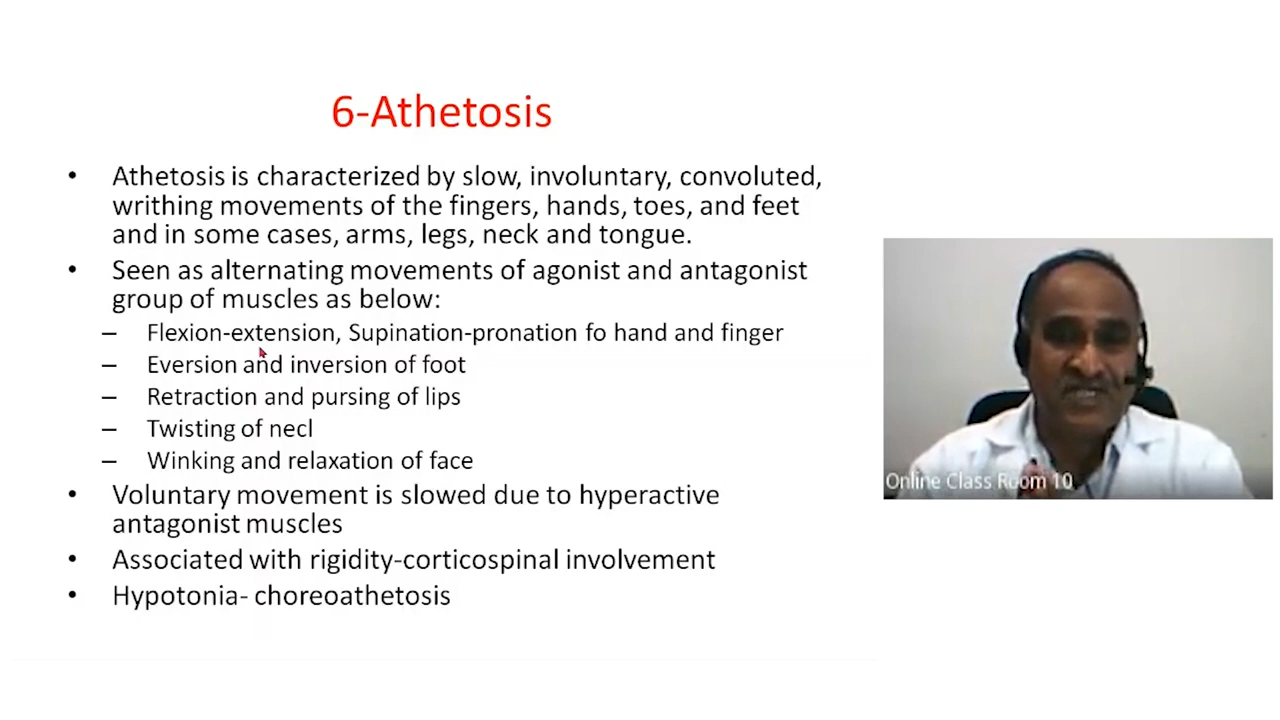 6-Athetosis
• Athetosis is characterized by slow, involuntary, convoluted,
writhing movements of the fingers, hands, toes, and feet
and in some cases, arms, legs, neck and tongue.
• Seen as alternating movements of agonist and antagonist
group of muscles as below:
– Flexion-extension, Supination-pronation fo hand and finger
– Eversion and inversion of foot
– Retraction and pursing of lips
– Twisting of necl
– Winking and relaxation of face
• Voluntary movement is slowed due to hyperactive
antagonist muscles
• Associated with rigidity-corticospinal involvement
• Hypotonia- choreoathetosis
Online Class Room 10